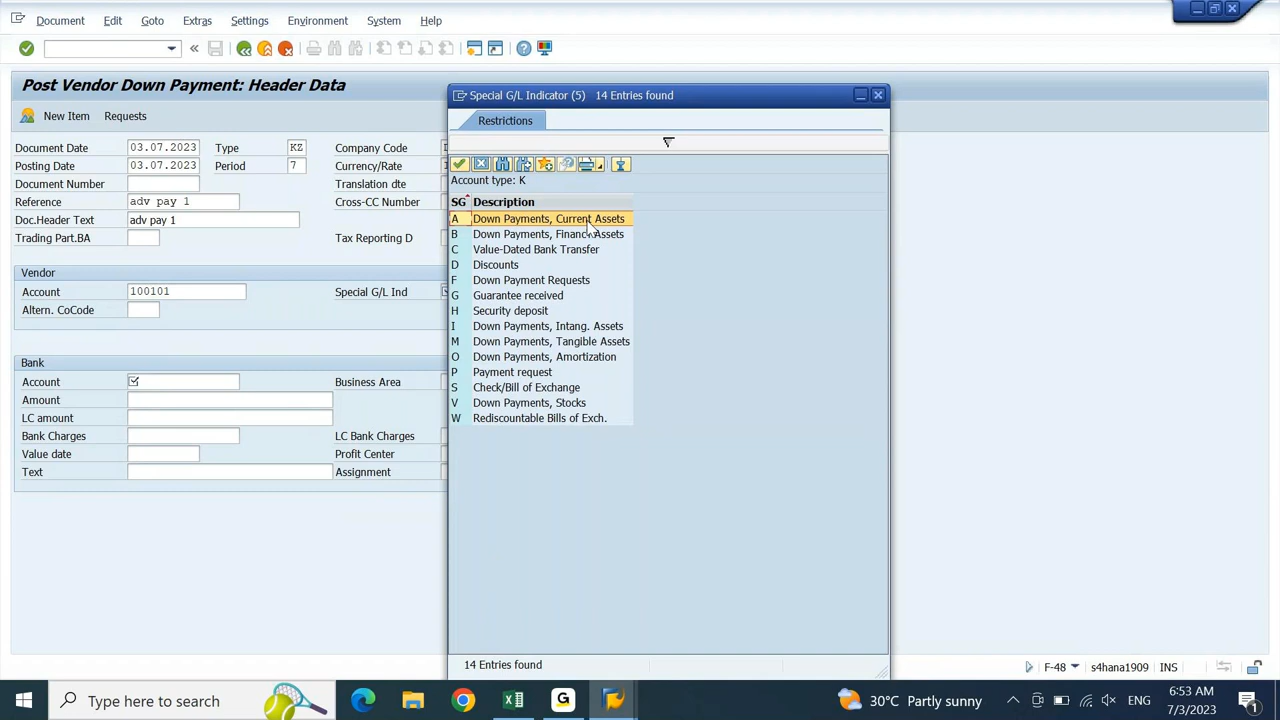 Document Edit Goto Extras Settings Environment System Help
Post Vendor Down Payment: Header Data
New Item Requests
Document Date 03.07.2023 Type KZ Company Code
Posting Date 03.07.2023 Period 7 Currency/Rate
Document Number Translation dte
Reference adv pay 1 Cross-CC Number
Doc.Header Text adv pay 1
Trading Part.BA Tax Reporting D
Vendor
Account 100101 Special G/L Ind
Altern. CoCode
Bank
Account Business Area
Amount
LC amount
Bank Charges LC Bank Charges
Value date Profit Center
Text Assignment
Special G/L Indicator (5) 14 Entries found
Restrictions
Account type: K
SG Description
A Down Payments, Current Assets
B Down Payments, Financ Assets
C Value-Dated Bank Transfer
D Discounts
F Down Payment Requests
G Guarantee received
H Security deposit
I Down Payments, Intang. Assets
M Down Payments, Tangible Assets
O Down Payments, Amortization
P Payment request
S Check/Bill of Exchange
V Down Payments, Stocks
W Rediscountable Bills of Exch.
14 Entries found
F-48 s4hana1909 INS
Type here to search
30°C Partly sunny
ENG
6:53 AM
7/3/2023
1